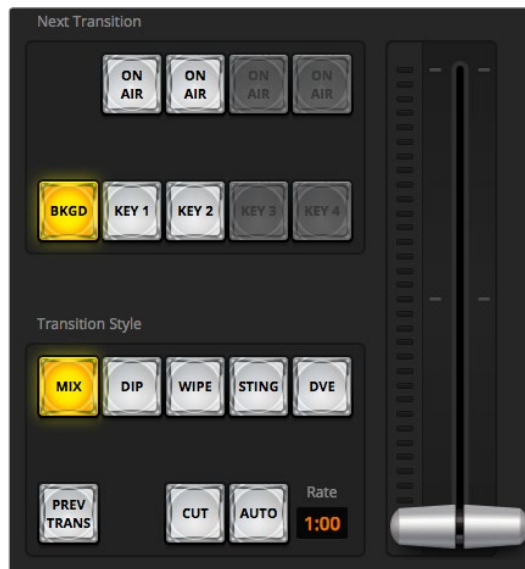 Next Transition
ON AIR ON AIR ON AIR ON AIR
BKGD KEY 1 KEY 2 KEY 3 KEY 4
Transition Style
MIX DIP WIPE STING DVE
Rate
PREV TRANS CUT AUTO 1:00